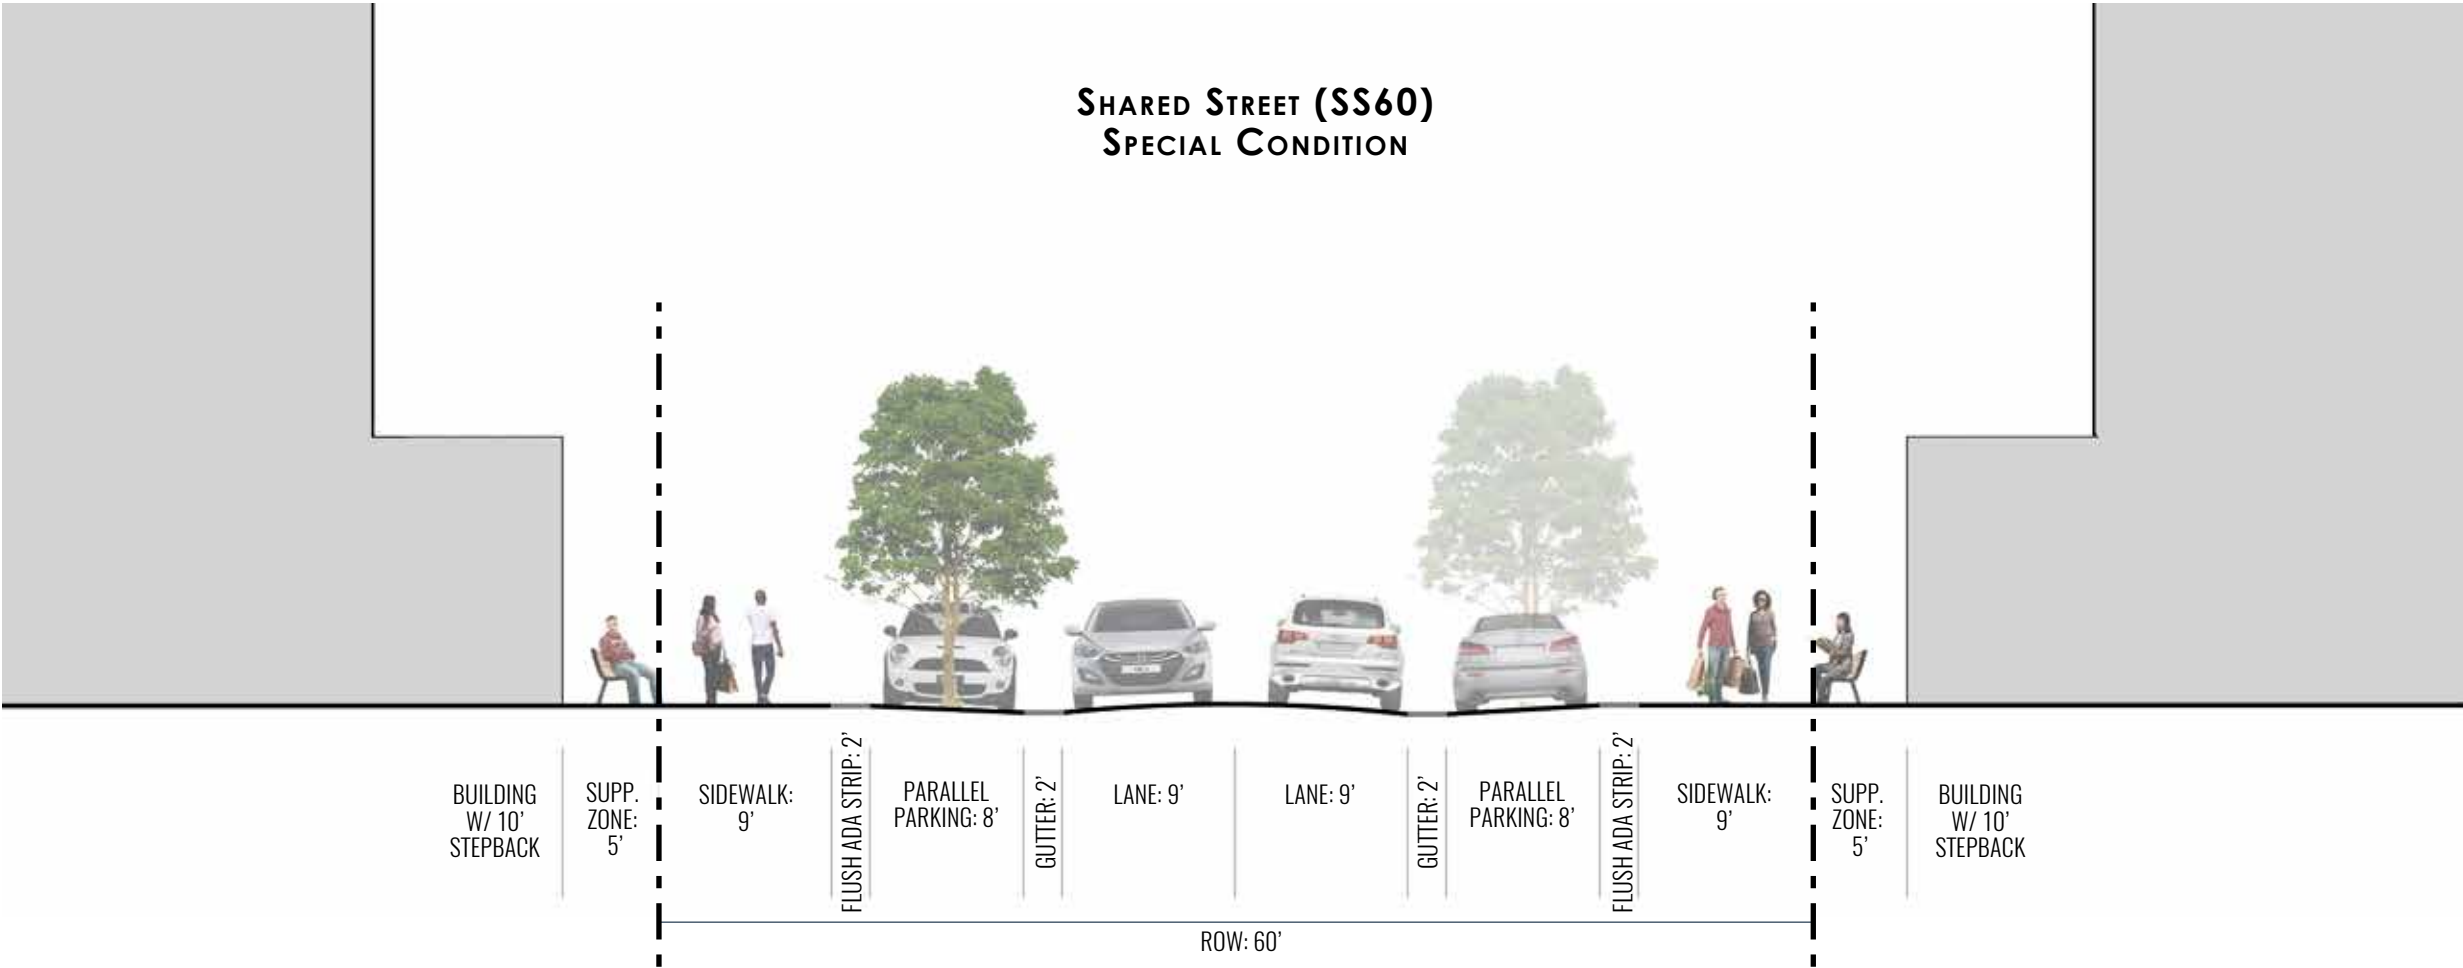 Shared Street (SS60)
Special Condition
BUILDING
W/ 10'
STEPBACK
SUPP.
ZONE:
5'
SIDEWALK:
9'
FLUSH ADA STRIP: 2'
PARALLEL
PARKING: 8'
GUTTER: 2'
LANE: 9'
LANE: 9'
GUTTER: 2'
PARALLEL
PARKING: 8'
FLUSH ADA STRIP: 2'
SIDEWALK:
9'
SUPP.
ZONE:
5'
BUILDING
W/ 10'
STEPBACK
ROW: 60'